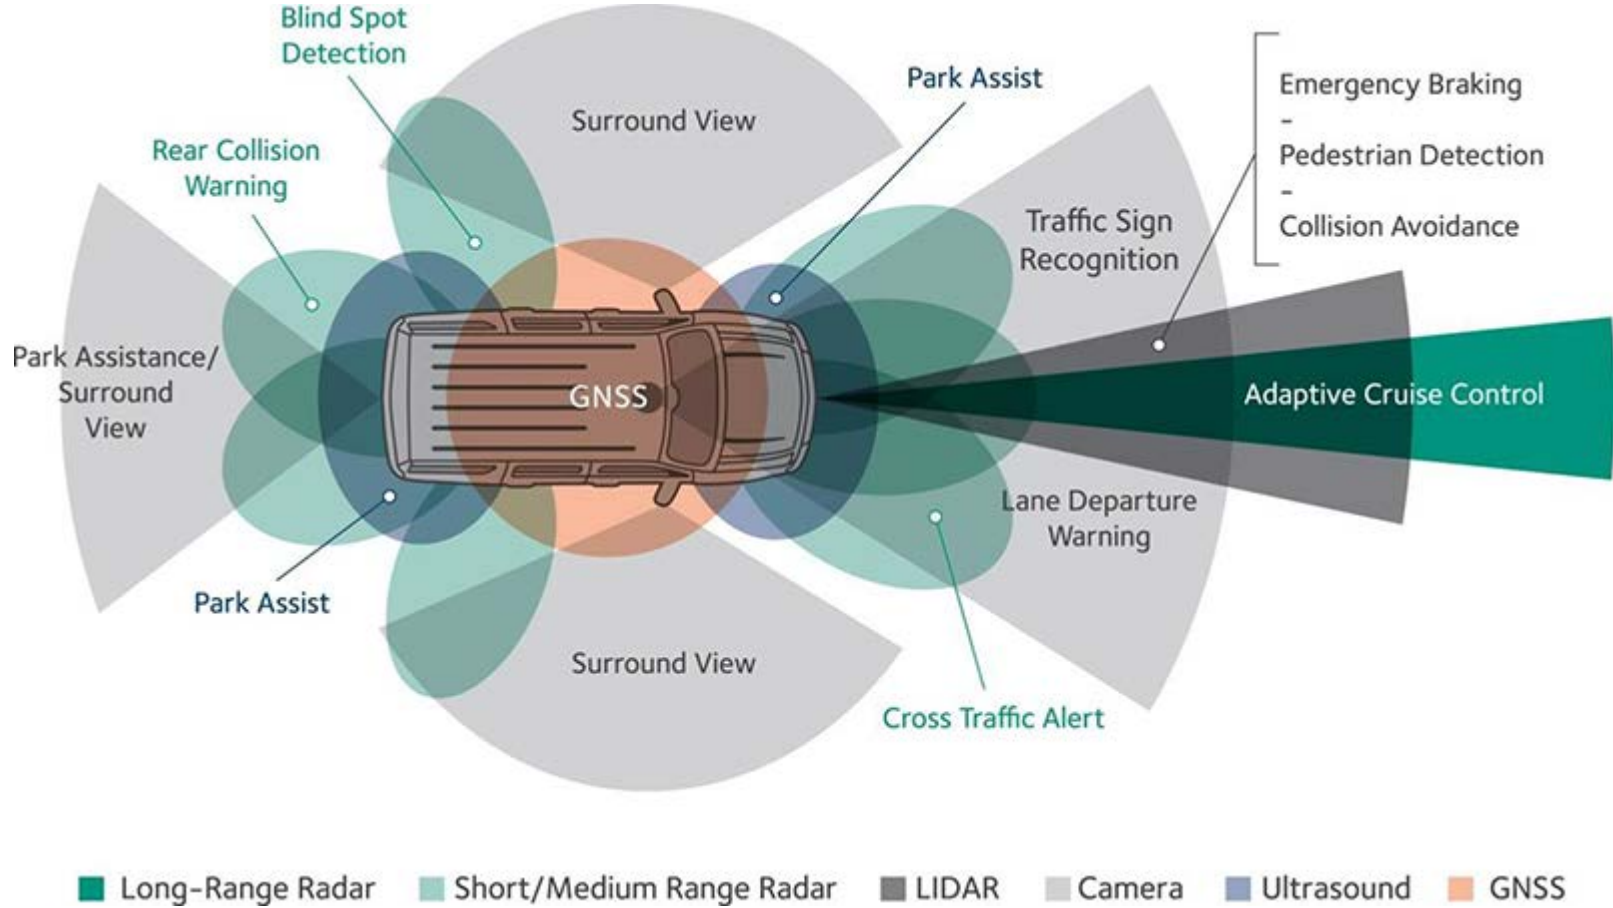 Blind Spot
Detection
Park Assist
Surround View
Emergency Braking
-
Pedestrian Detection
-
Collision Avoidance
Rear Collision
Warning
Traffic Sign
Recognition
Park Assistance/
Surround
View
GNSS
Adaptive Cruise Control
Lane Departure
Warning
Park Assist
Surround View
Cross Traffic Alert
Long-Range Radar
Short/Medium Range Radar
LIDAR
Camera
Ultrasound
GNSS